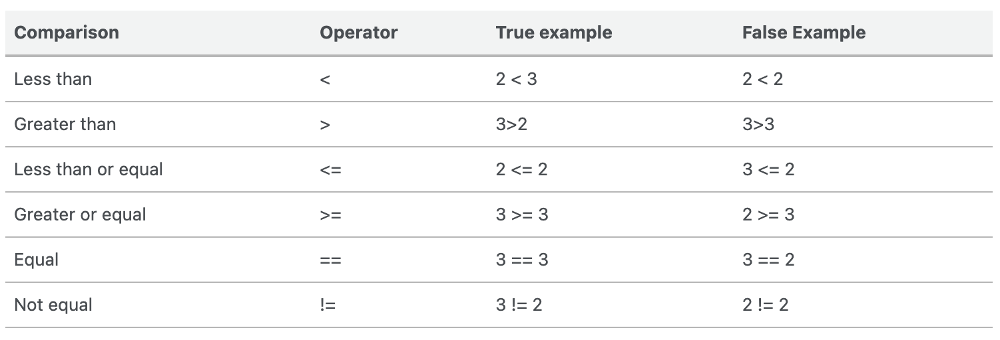 Comparison Operator True example False Example
Less than < 2 < 3 2 < 2
Greater than > 3>2 3>3
Less than or equal <= 2 <= 2 3 <= 2
Greater or equal >= 3 >= 3 2 >= 3
Equal == 3 == 3 3 == 2
Not equal != 3 != 2 2 != 2